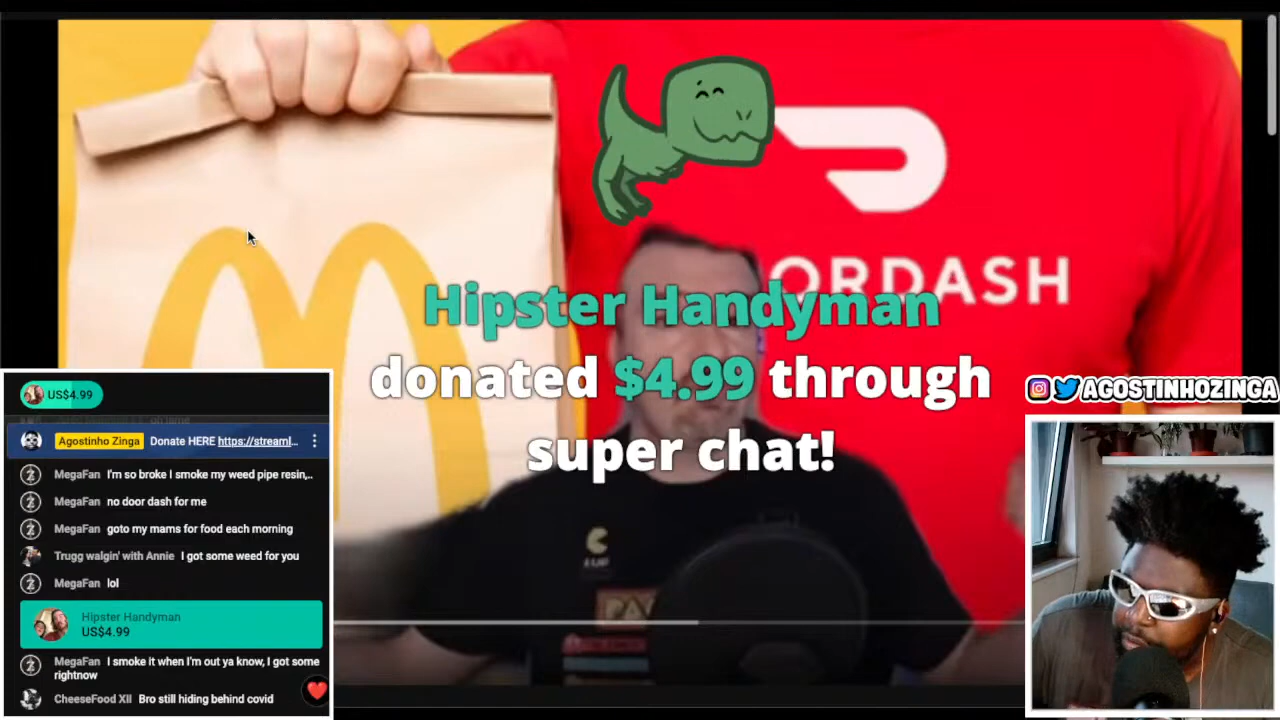 ORDASH
Hipster Handyman
donated $4.99 through
super chat!
US$4.99
Agostinho Zinga Donate HERE https://streaml...
MegaFan I'm so broke I smoke my weed pipe resin,..
MegaFan no door dash for me
MegaFan goto my mams for food each morning
Trugg walgin' with Annie I got some weed for you
MegaFan lol
Hipster Handyman
US$4.99
MegaFan I smoke it when I'm out ya know, I got some
rightnow
CheeseFood XII Bro still hiding behind covid
AGOSTINHOZINGA